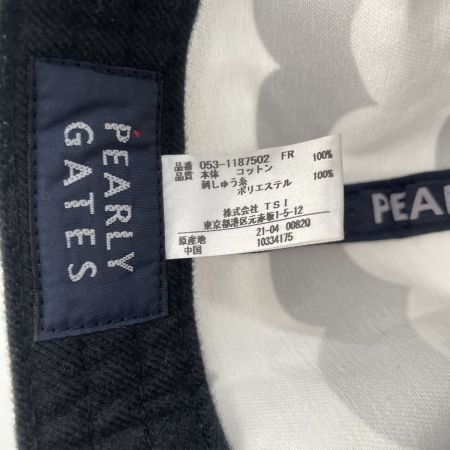 PEARLY
GATES
品番 053-1187502 FR
品質 本体 コットン 100%
刺しゅう糸
ポリエステル 100%
株式会社 TSI
東京都港区元赤坂1-5-12
21-04 0082Q
原産地
中国 10334175
PEA